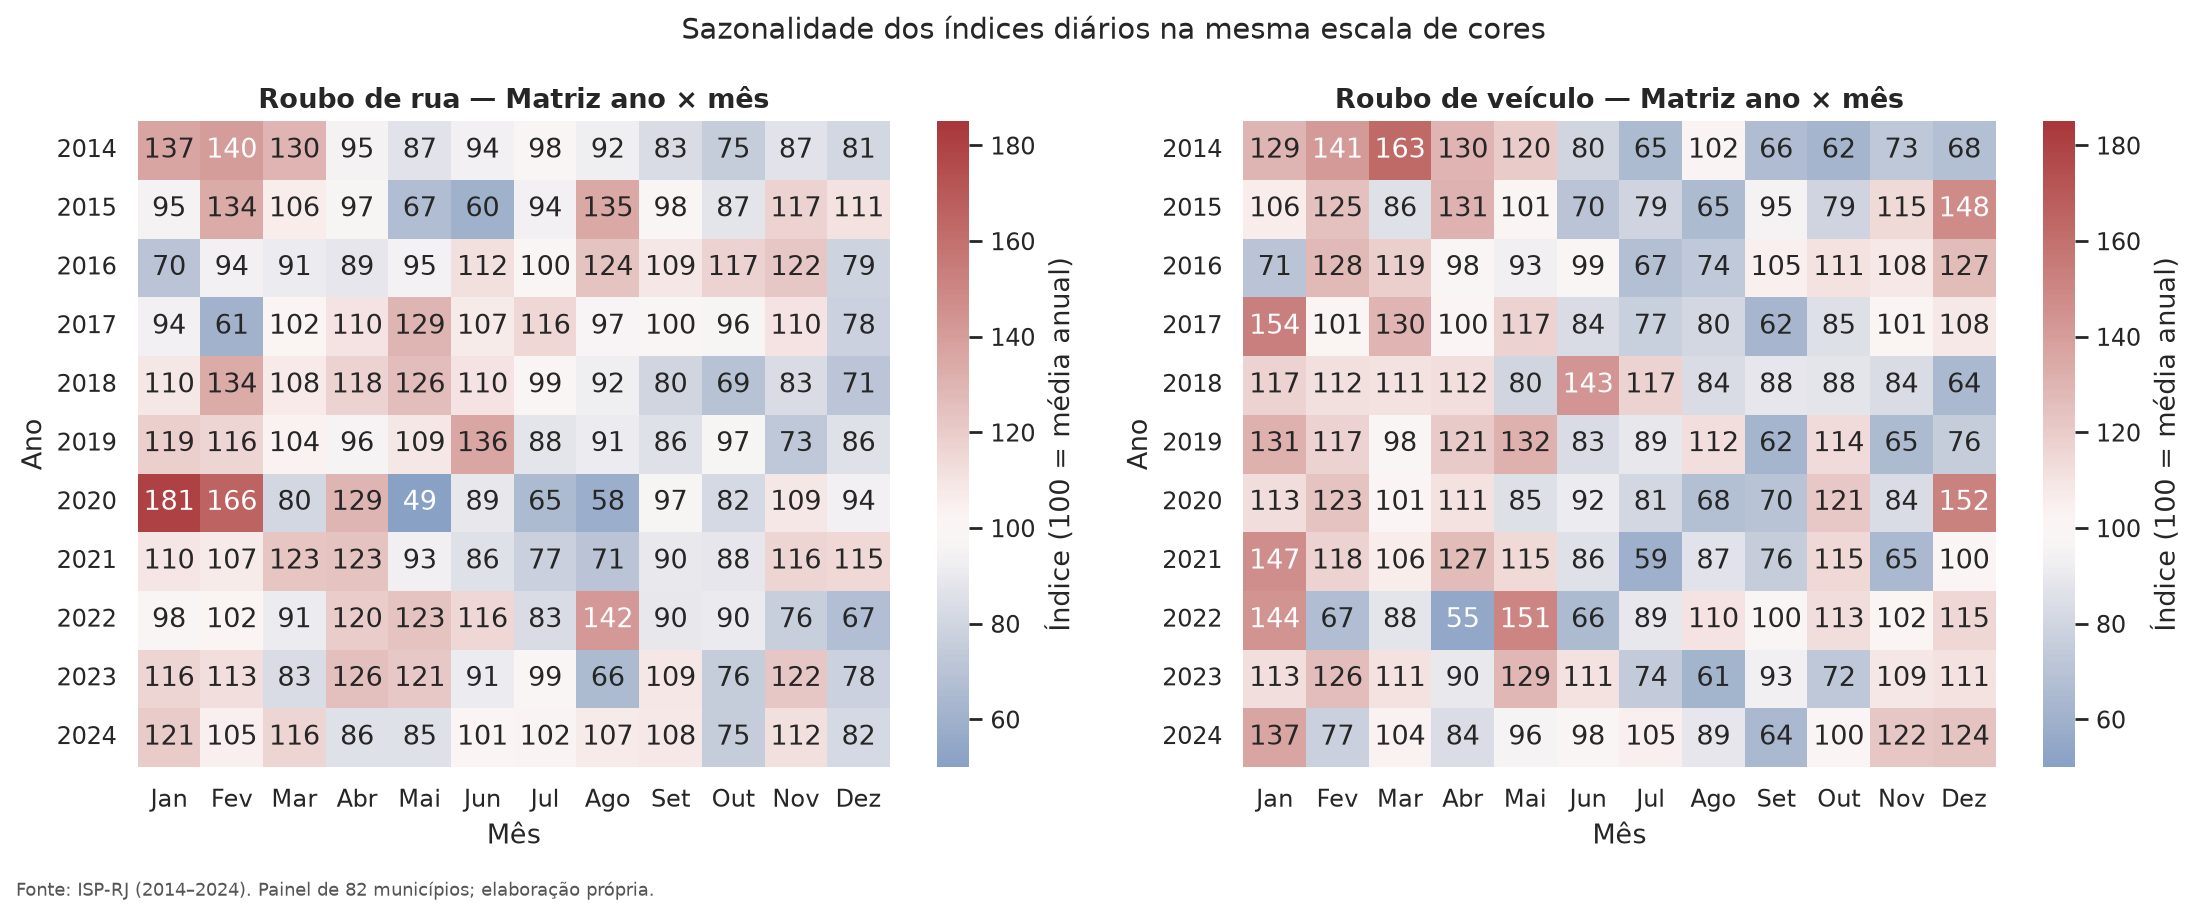 Sazonalidade dos índices diários na mesma escala de cores
Roubo de rua — Matriz ano × mês
Ano
2014 137 140 130 95 87 94 98 92 83 75 87 81
2015 95 134 106 97 67 60 94 135 98 87 117 111
2016 70 94 91 89 95 112 100 124 109 117 122 79
2017 94 61 102 110 129 107 116 97 100 96 110 78
2018 110 134 108 118 126 110 99 92 80 69 83 71
2019 119 116 104 96 109 136 88 91 86 97 73 86
2020 181 166 80 129 49 89 65 58 97 82 109 94
2021 110 107 123 123 93 86 77 71 90 88 116 115
2022 98 102 91 120 123 116 83 142 90 90 76 67
2023 116 113 83 126 121 91 99 66 109 76 122 78
2024 121 105 116 86 85 101 102 107 108 75 112 82
Jan Fev Mar Abr Mai Jun Jul Ago Set Out Nov Dez
Mês
180
160
140
120
100
80
60
Índice (100 = média anual)
Roubo de veículo — Matriz ano × mês
Ano
2014 129 141 163 130 120 80 65 102 66 62 73 68
2015 106 125 86 131 101 70 79 65 95 79 115 148
2016 71 128 119 98 93 99 67 74 105 111 108 127
2017 154 101 130 100 117 84 77 80 62 85 101 108
2018 117 112 111 112 80 143 117 84 88 88 84 64
2019 131 117 98 121 132 83 89 112 62 114 65 76
2020 113 123 101 111 85 92 81 68 70 121 84 152
2021 147 118 106 127 115 86 59 87 76 115 65 100
2022 144 67 88 55 151 66 89 110 100 113 102 115
2023 113 126 111 90 129 111 74 61 93 72 109 111
2024 137 77 104 84 96 98 105 89 64 100 122 124
Jan Fev Mar Abr Mai Jun Jul Ago Set Out Nov Dez
Mês
180
160
140
120
100
80
60
Índice (100 = média anual)
Fonte: ISP-RJ (2014–2024). Painel de 82 municípios; elaboração própria.